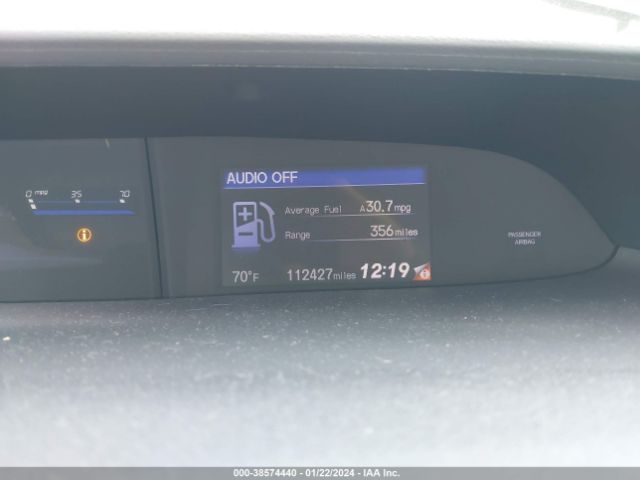 AUDIO OFF
0 mpg 35 70
Average Fuel A30.7mpg
Range 356miles
PASSENGER
AIRBAG
70°F 112427miles 12:19
000-38574440 - 01/22/2024 - IAA Inc.